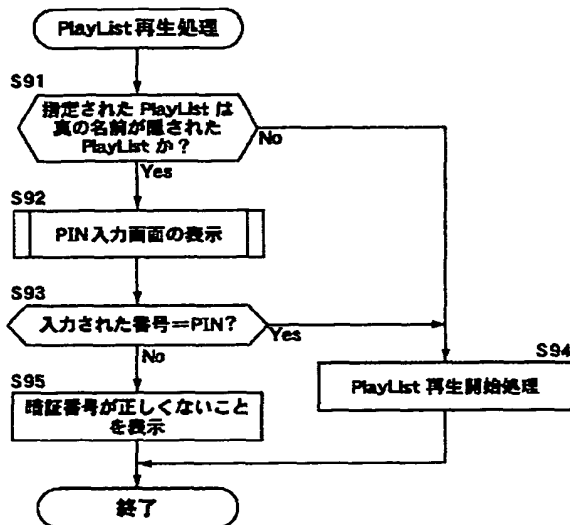 PlayList 再生処理
S91
指定された PlayList は
真の名前が隠された
PlayList か?
No
Yes
S92
PIN入力画面の表示
S93
入力された番号=PIN?
Yes
No
S94
PlayList 再生開始処理
S95
暗証番号が正しくないこと
を表示
終了